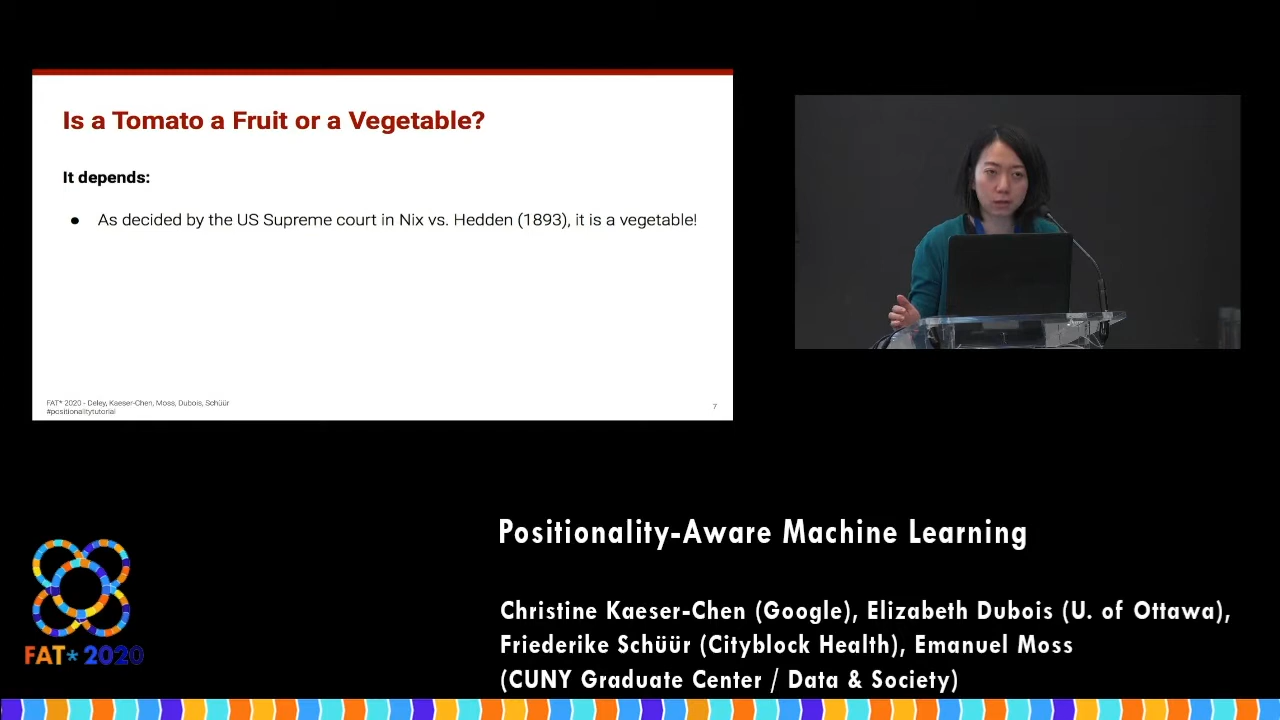 Is a Tomato a Fruit or a Vegetable?
It depends:
● As decided by the US Supreme court in Nix vs. Hedden (1893), it is a vegetable!
FAT* 2020 - Deley, Kaeser-Chen, Moss, Dubois, Schüür
#positionalitytutorial
7
Positionality-Aware Machine Learning
Christine Kaeser-Chen (Google), Elizabeth Dubois (U. of Ottawa),
Friederike Schüür (Cityblock Health), Emanuel Moss
(CUNY Graduate Center / Data & Society)
FAT* 2020